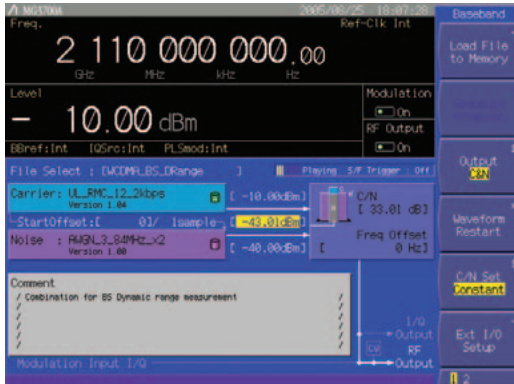 MG3700A 2005/08/25 18:07:28
Freq. Ref-Clk Int
2 110 000 000.00
GHz MHz kHz Hz
Level
- 10.00 dBm
Modulation
On
RF Output
On
BBref:Int IQSrc:Int PLSmod:Int
File Select : [WCDMA_BS_DRange ] Playing S/F Trigger : Off
Carrier: UL_RMC_12_2kbps [ -10.00dBm]
Version 1.04
StartOffset:[ 0]/ 1sample [ -43.01dBm]
Noise : AWGN_3_84MHz_x2 [ -40.00dBm]
Version 1.00
C/N
[ 33.01 dB]
Freq Offset
[ 0 Hz]
Comment
/ Combination for BS Dynamic range measurement /
/ /
/ /
/ /
/ /
I/Q
Output
RF
Output
Modulation Input I/Q
Baseband
Load File
to Memory
Output
C&N
Waveform
Restart
C/N Set
Constant
Ext I/Q
Setup
1 2